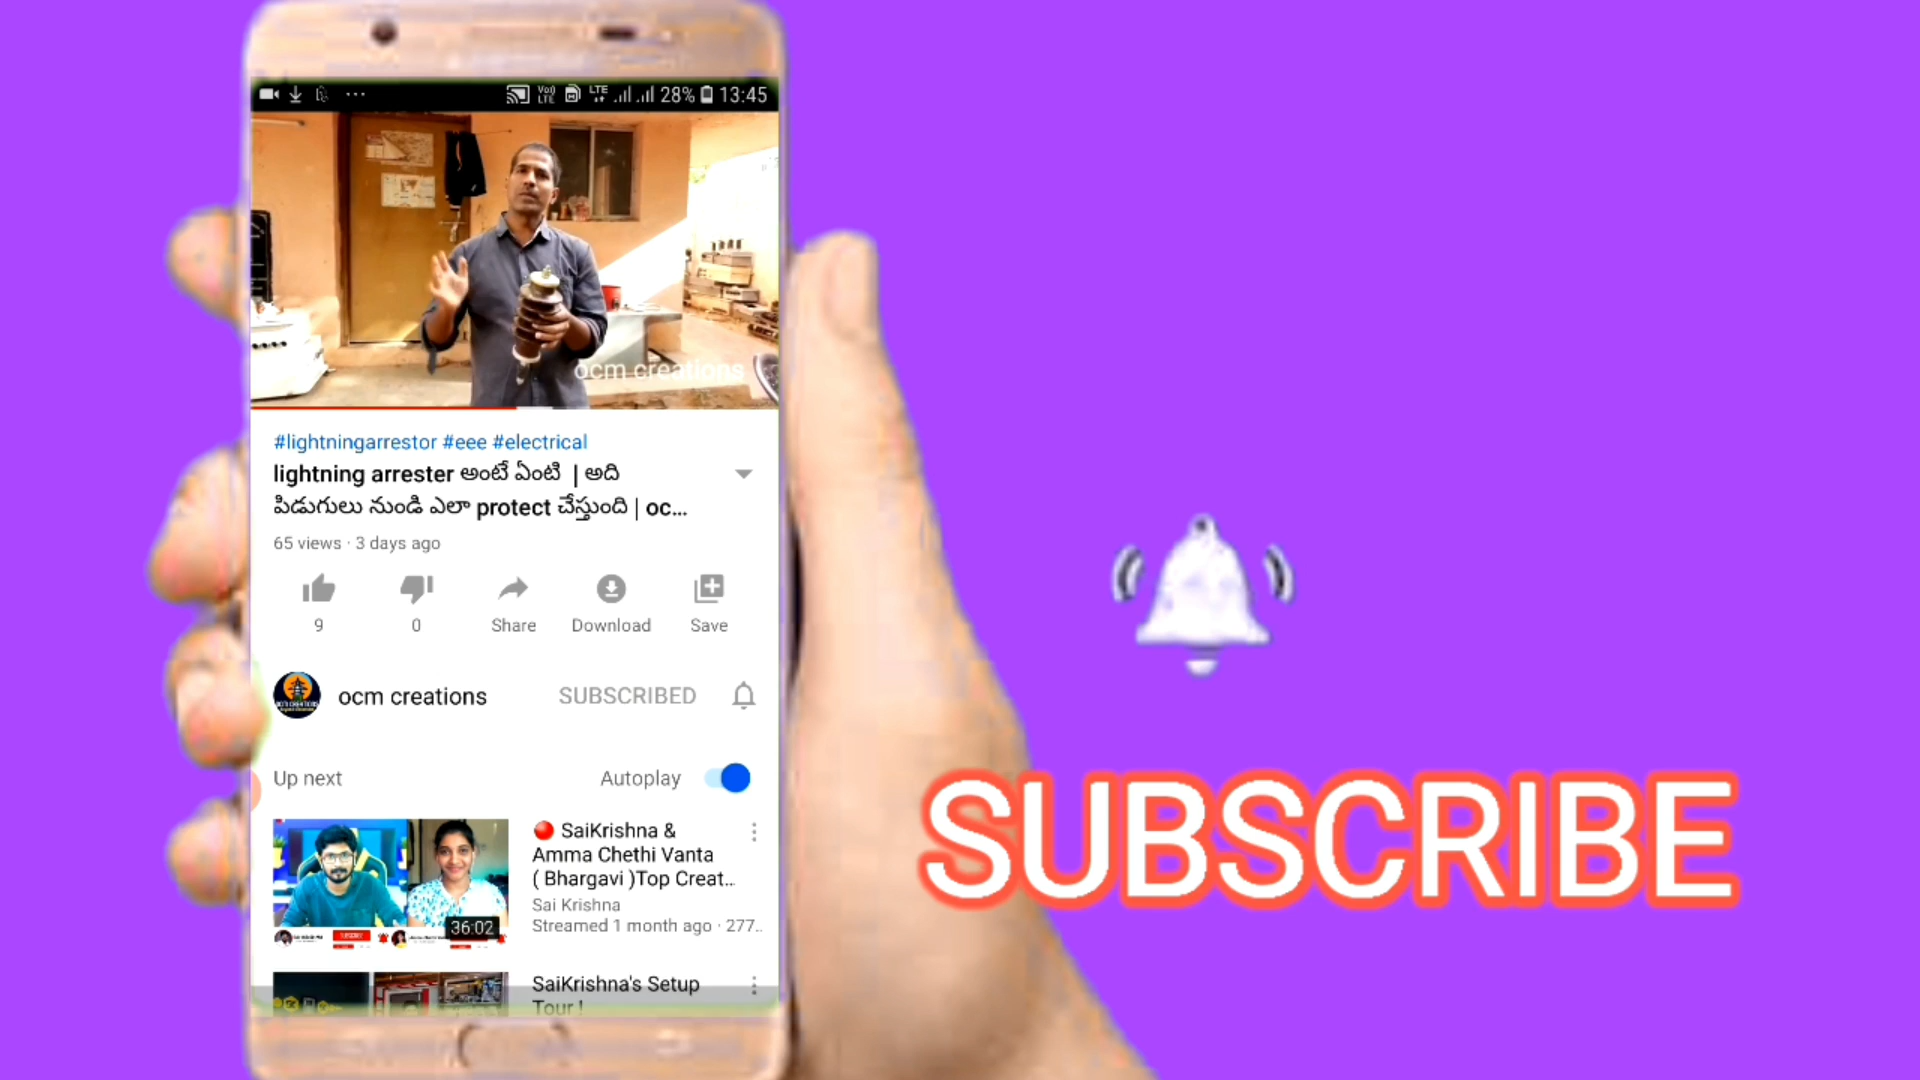 28% 13:45
ocm creations
#lightningarrestor #eee #electrical
lightning arrester అంటే ఏంటి | అది
పిడుగులు నుండి ఎలా protect చేస్తుంది | oc...
65 views · 3 days ago
9
0
Share
Download
Save
ocm creations
SUBSCRIBED
Up next
Autoplay
SaiKrishna &
Amma Chethi Vanta
( Bhargavi )Top Creat...
Sai Krishna
Streamed 1 month ago · 277..
36:02
SaiKrishna's Setup
Tour !
SUBSCRIBE